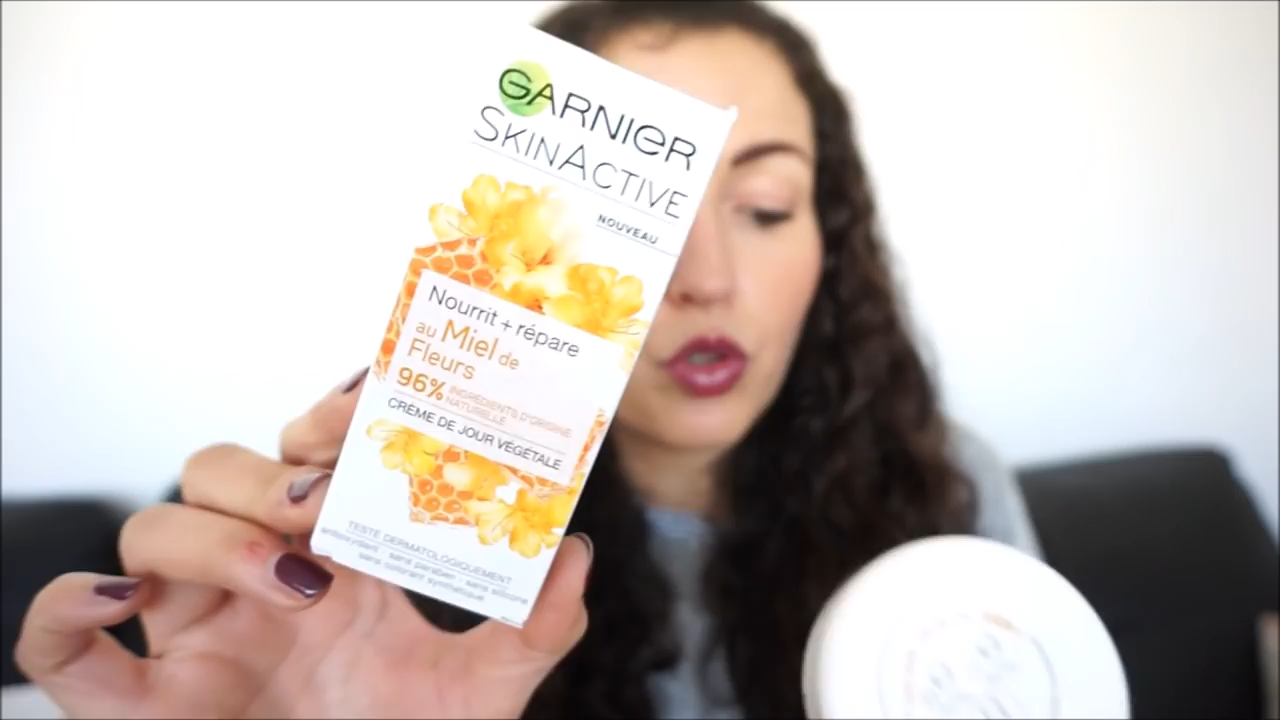 GARNIER
SKINACTIVE
NOUVEAU
Nourrit + répare
au Miel de
Fleurs
96% INGRÉDIENTS D'ORIGINE
NATURELLE
CRÈME DE JOUR VÉGÉTALE
TESTÉ DERMATOLOGIQUEMENT
antioxydant - sans paraben - sans silicone
sans colorant synthétique